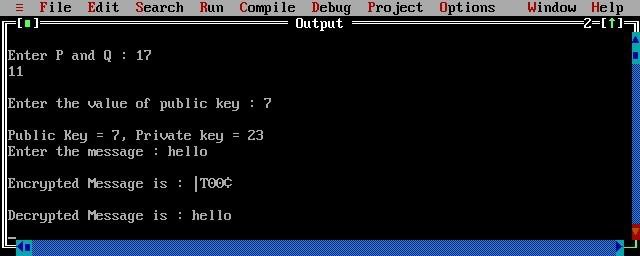 ≡ File Edit Search Run Compile Debug Project Options Window Help
[■] Output 2=[↑]
Enter P and Q : 17
11
Enter the value of public key : 7
Public Key = 7, Private key = 23
Enter the message : hello
Encrypted Message is : |T00¢
Decrypted Message is : hello